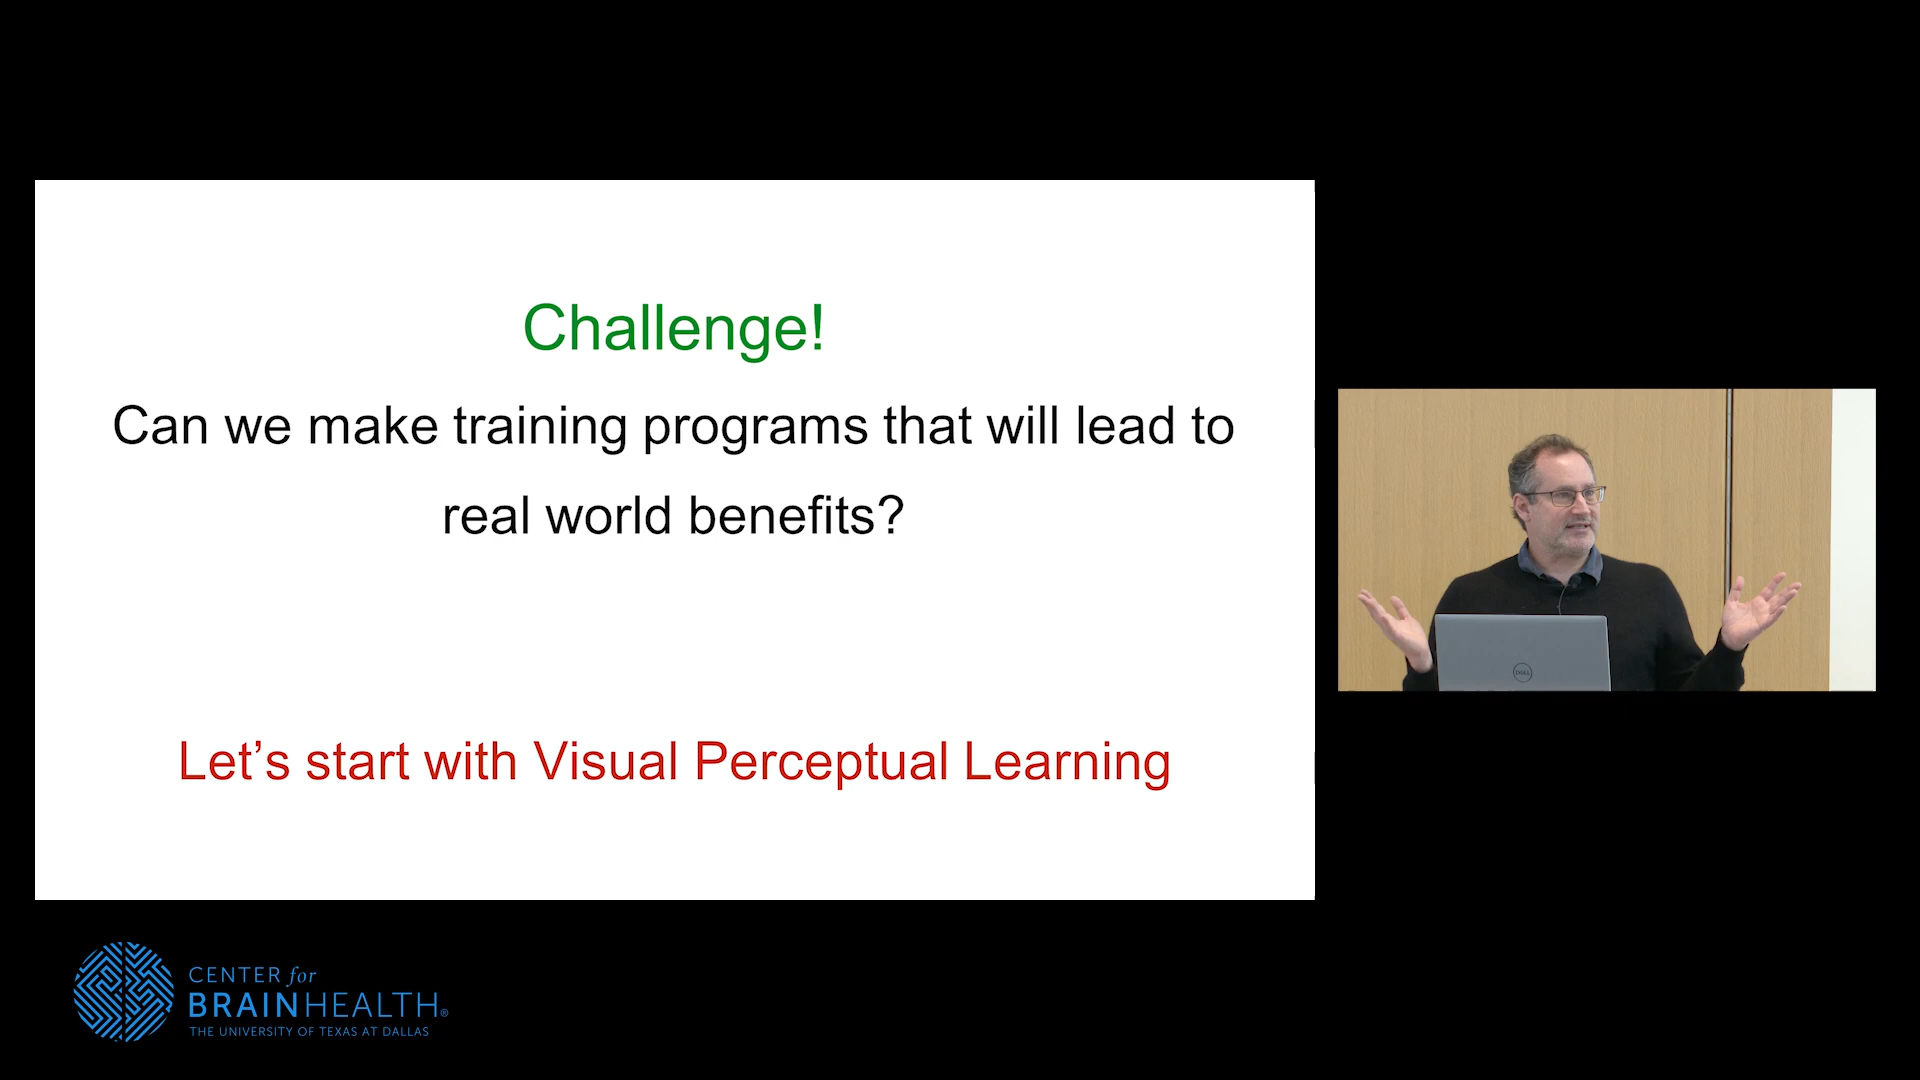 Challenge!
Can we make training programs that will lead to
real world benefits?
Let’s start with Visual Perceptual Learning
DELL
CENTER for
BRAINHEALTH®
THE UNIVERSITY OF TEXAS AT DALLAS